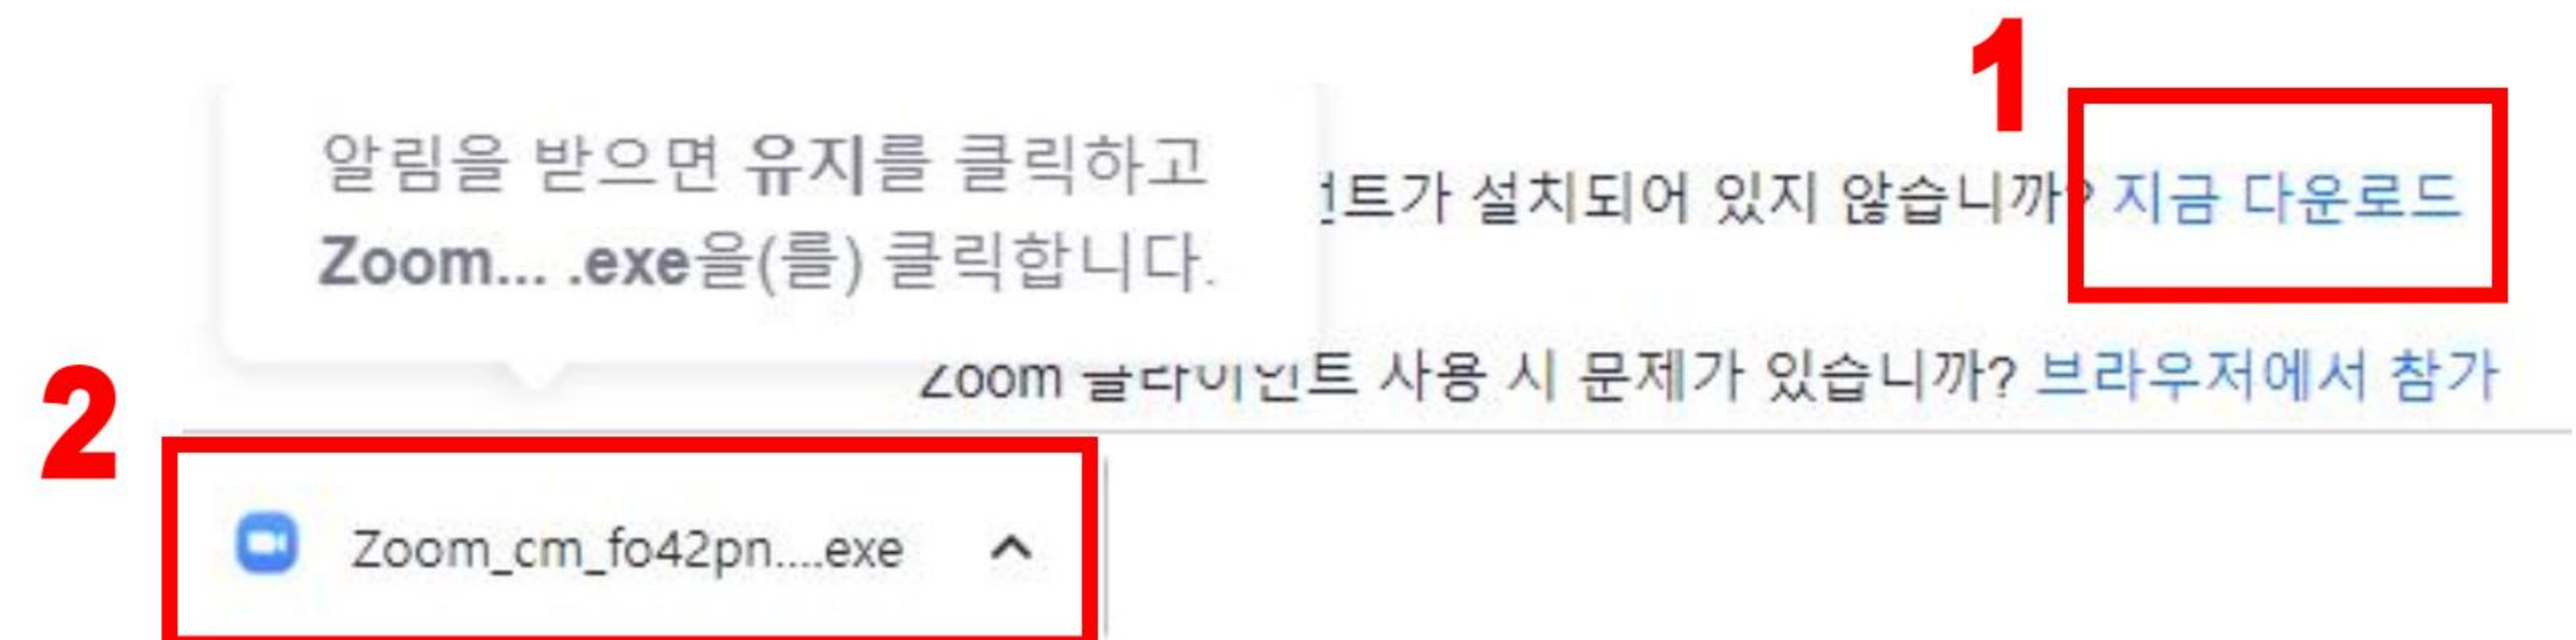 1
알림을 받으면 유지를 클릭하고
Zoom... .exe을(를) 클릭합니다.
트가 설치되어 있지 않습니까? 지금 다운로드
Zoom 클라이언트 사용 시 문제가 있습니까? 브라우저에서 참가
2
Zoom_cm_fo42pn....exe